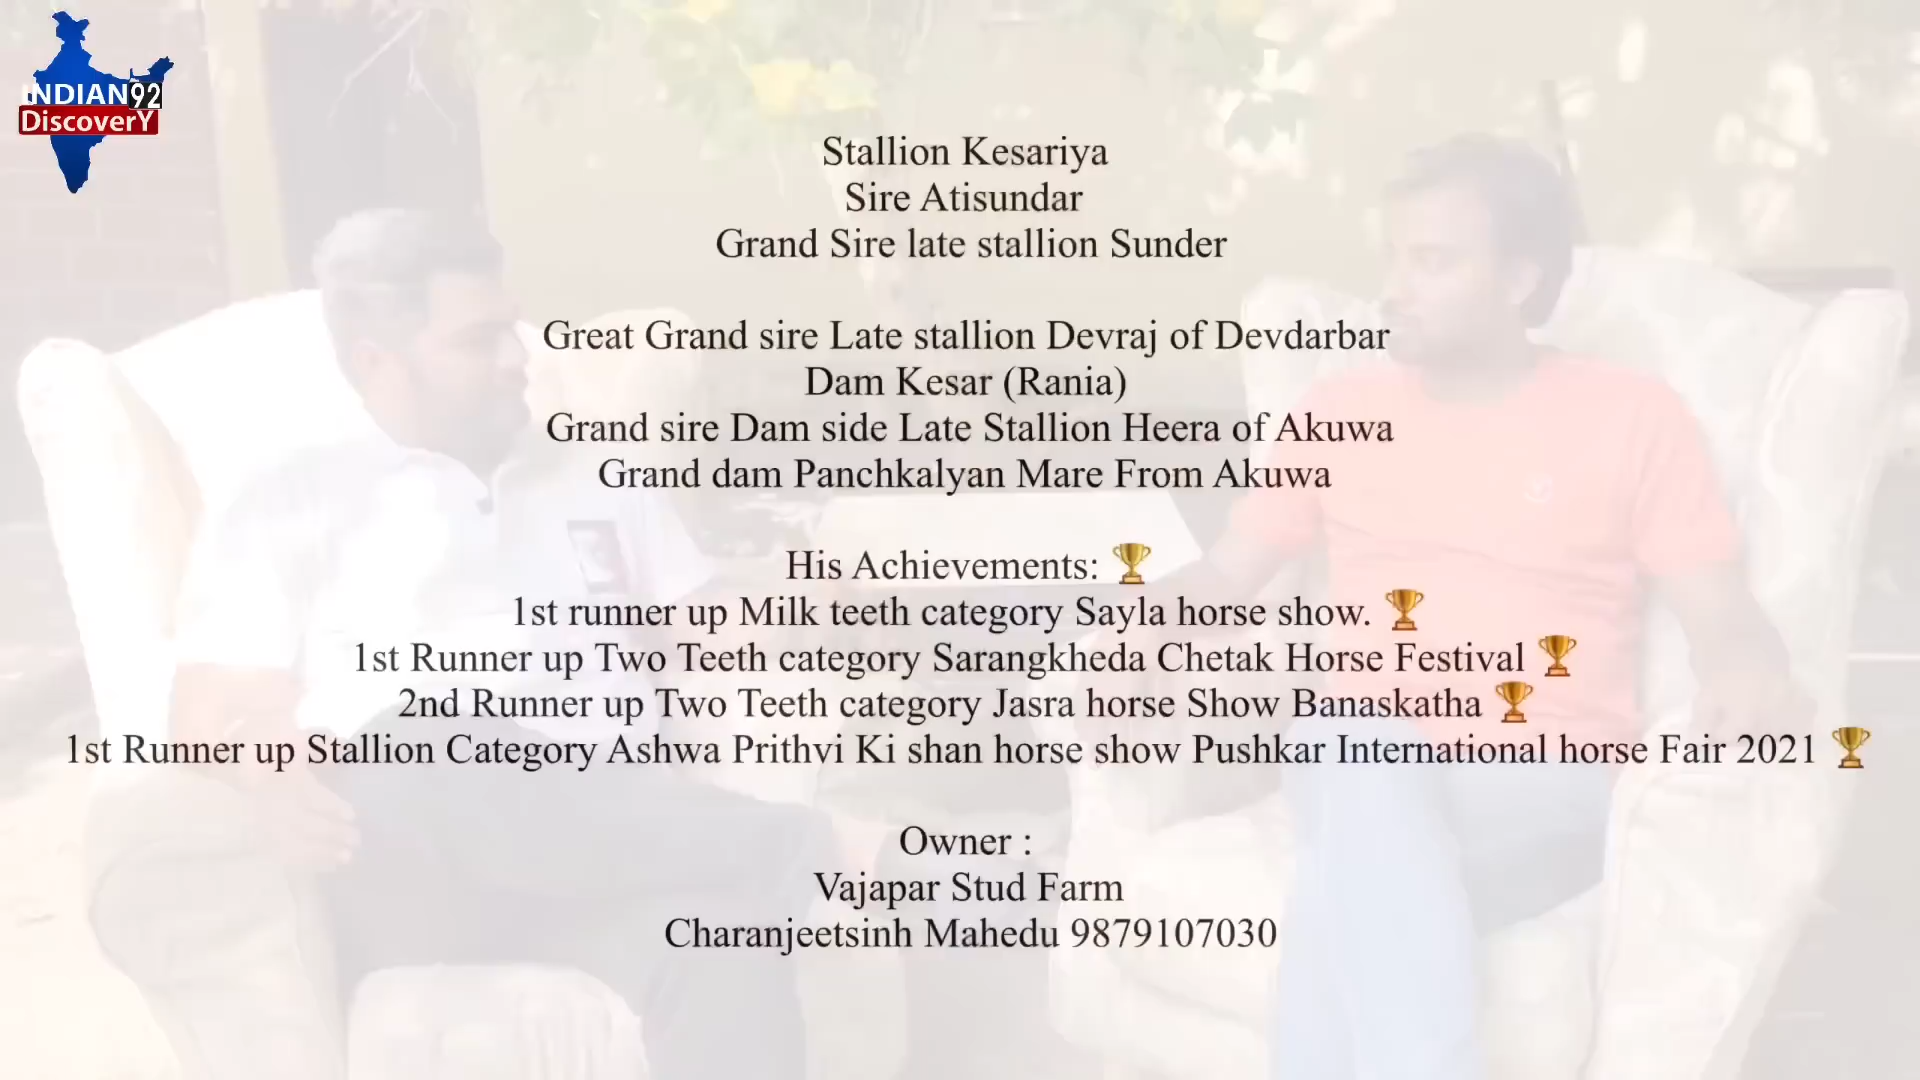 INDIAN92
DiscoverY
Stallion Kesariya
Sire Atisundar
Grand Sire late stallion Sunder
Great Grand sire Late stallion Devraj of Devdarbar
Dam Kesar (Rania)
Grand sire Dam side Late Stallion Heera of Akuwa
Grand dam Panchkalyan Mare From Akuwa
His Achievements: 🏆
1st runner up Milk teeth category Sayla horse show. 🏆
1st Runner up Two Teeth category Sarangkheda Chetak Horse Festival 🏆
2nd Runner up Two Teeth category Jasra horse Show Banaskatha 🏆
1st Runner up Stallion Category Ashwa Prithvi Ki shan horse show Pushkar International horse Fair 2021 🏆
Owner :
Vajapar Stud Farm
Charanjeetsinh Mahedu 9879107030